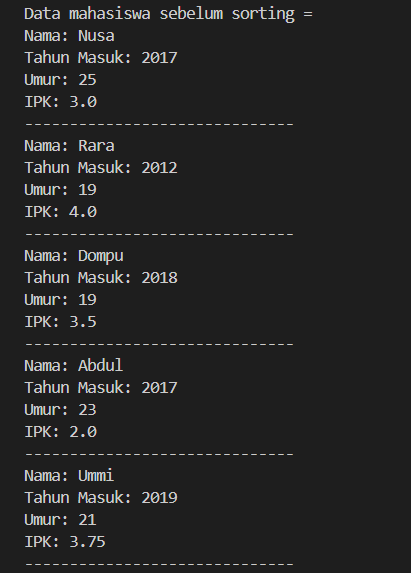 Data mahasiswa sebelum sorting =
Nama: Nusa
Tahun Masuk: 2017
Umur: 25
IPK: 3.0
------------------------------
Nama: Rara
Tahun Masuk: 2012
Umur: 19
IPK: 4.0
------------------------------
Nama: Dompu
Tahun Masuk: 2018
Umur: 19
IPK: 3.5
------------------------------
Nama: Abdul
Tahun Masuk: 2017
Umur: 23
IPK: 2.0
------------------------------
Nama: Ummi
Tahun Masuk: 2019
Umur: 21
IPK: 3.75
------------------------------